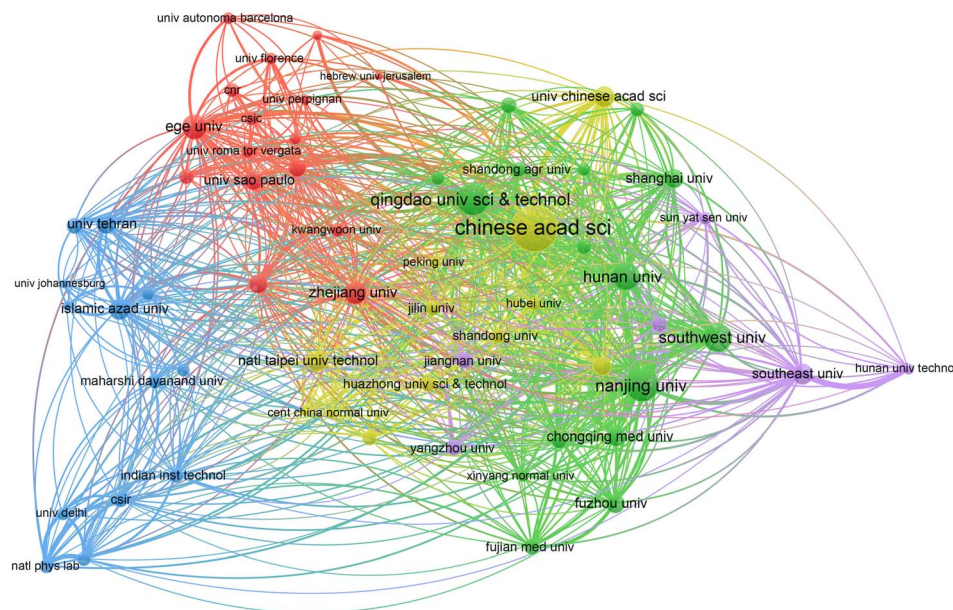 univ autonoma barcelona
univ florence
hebrew univ jerusalem
cnr
univ perpignan
univ chinese acad sci
csic
ege univ
univ roma tor vergata
shandong agr univ
univ sao paulo
shanghai univ
qingdao univ sci & technol
sun yat sen univ
univ tehran
chinese acad sci
kwangwoon univ
peking univ
hunan univ
univ johannesburg
zhejiang univ
islamic azad univ
jilin univ
hubei univ
shandong univ
southwest univ
natl taipei univ technol
jiangnan univ
hunan univ techno
southeast univ
maharshi dayanand univ
huazhong univ sci & technol
nanjing univ
cent china normal univ
chongqing med univ
yangzhou univ
indian inst technol
xinyang normal univ
csir
fuzhou univ
univ delhi
fujian med univ
natl phys lab